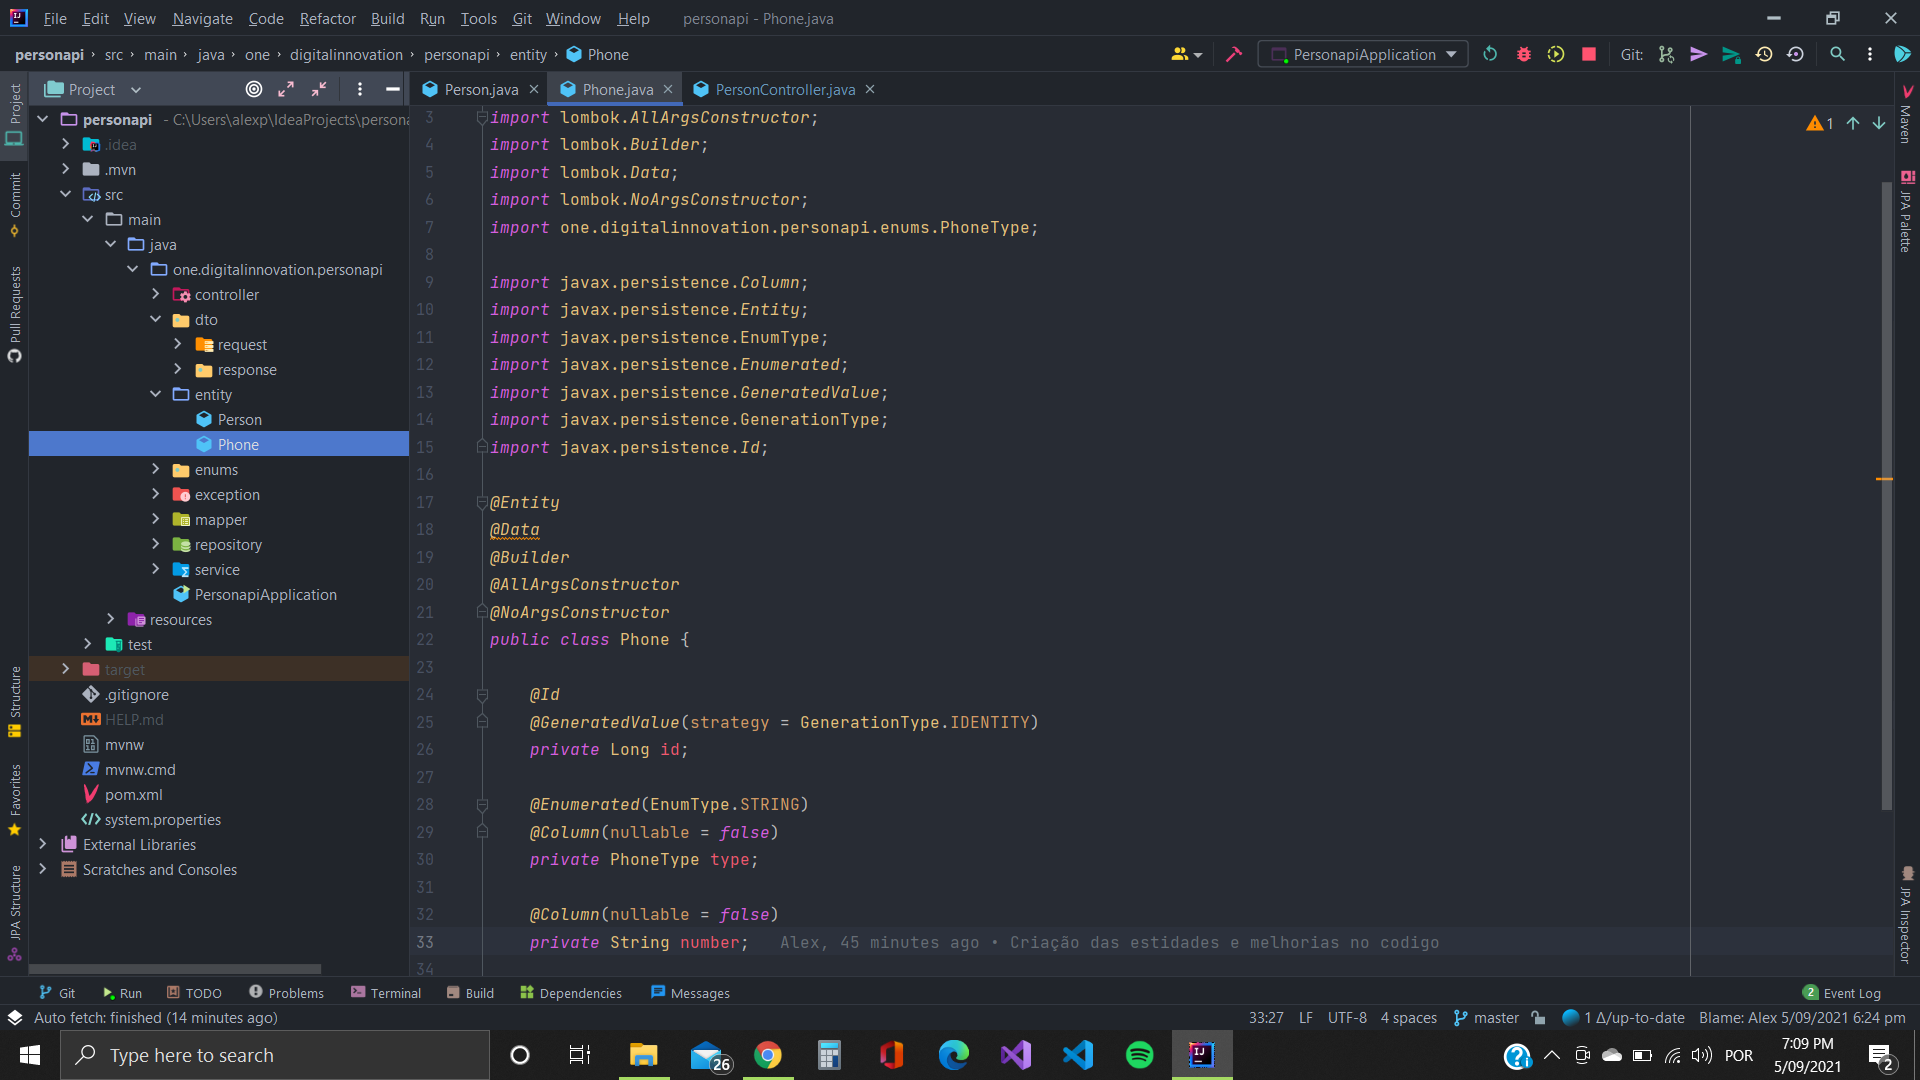 File Edit View Navigate Code Refactor Build Run Tools Git Window Help personapi - Phone.java
personapi › src › main › java › one › digitalinnovation › personapi › entity › Phone
PersonapiApplication Git:
Project
Person.java Phone.java PersonController.java
personapi - C:\Users\alexp\IdeaProjects\persona
.idea
.mvn
src
main
java
one.digitalinnovation.personapi
controller
dto
request
response
entity
Person
Phone
enums
exception
mapper
repository
service
PersonapiApplication
resources
test
target
.gitignore
HELP.md
mvnw
mvnw.cmd
pom.xml
system.properties
External Libraries
Scratches and Consoles
Project
Commit
Pull Requests
Structure
Favorites
JPA Structure
3 import lombok.AllArgsConstructor;
4 import lombok.Builder;
5 import lombok.Data;
6 import lombok.NoArgsConstructor;
7 import one.digitalinnovation.personapi.enums.PhoneType;
8
9 import javax.persistence.Column;
10 import javax.persistence.Entity;
11 import javax.persistence.EnumType;
12 import javax.persistence.Enumerated;
13 import javax.persistence.GeneratedValue;
14 import javax.persistence.GenerationType;
15 import javax.persistence.Id;
16
17 @Entity
18 @Data
19 @Builder
20 @AllArgsConstructor
21 @NoArgsConstructor
22 public class Phone {
23
24 @Id
25 @GeneratedValue(strategy = GenerationType.IDENTITY)
26 private Long id;
27
28 @Enumerated(EnumType.STRING)
29 @Column(nullable = false)
30 private PhoneType type;
31
32 @Column(nullable = false)
33 private String number; Alex, 45 minutes ago • Criação das estidades e melhorias no codigo
34
1
Maven
JPA Palette
JPA Inspector
Git Run TODO Problems Terminal Build Dependencies Messages 2 Event Log
Auto fetch: finished (14 minutes ago) 33:27 LF UTF-8 4 spaces master 1 Δ/up-to-date Blame: Alex 5/09/2021 6:24 pm
Type here to search 26 POR 7:09 PM
5/09/2021 2